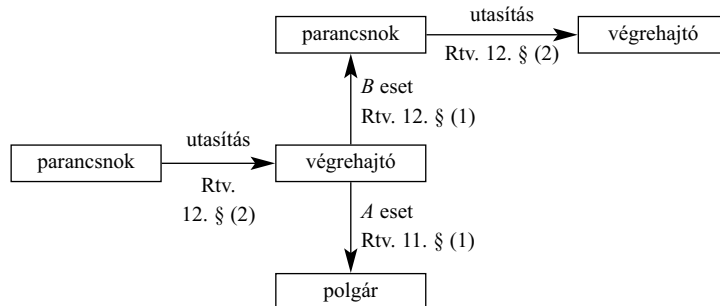 parancsnok
utasítás
Rtv. 12. § (2)
végrehajtó
B eset
Rtv. 12. § (1)
parancsnok
utasítás
Rtv.
12. § (2)
végrehajtó
A eset
Rtv. 11. § (1)
polgár